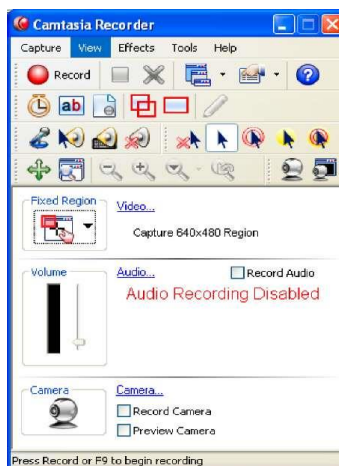 Camtasia Recorder
Capture View Effects Tools Help
Record
ab
Fixed Region
Video...
Capture 640x480 Region
Volume
Audio...
Record Audio
Audio Recording Disabled
Camera
Camera...
Record Camera
Preview Camera
Press Record or F9 to begin recording